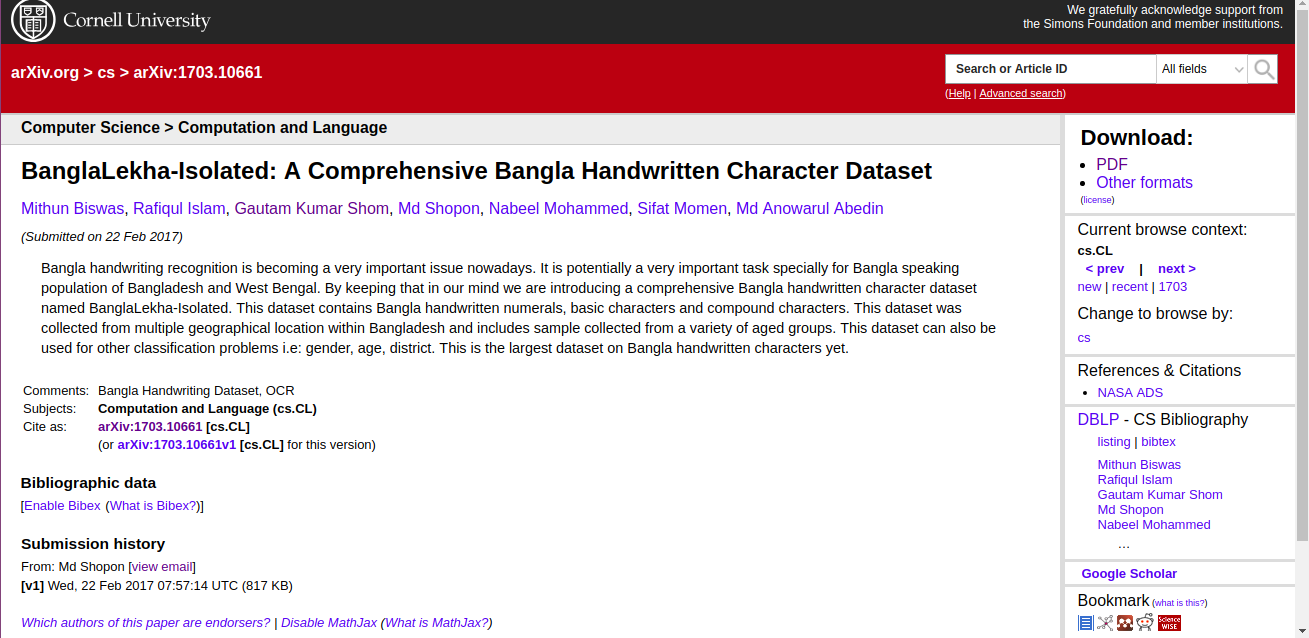 Cornell University
We gratefully acknowledge support from
the Simons Foundation and member institutions.
arXiv.org > cs > arXiv:1703.10661
Search or Article ID
All fields
(Help | Advanced search)
Computer Science > Computation and Language
BanglaLekha-Isolated: A Comprehensive Bangla Handwritten Character Dataset
Mithun Biswas, Rafiqul Islam, Gautam Kumar Shom, Md Shopon, Nabeel Mohammed, Sifat Momen, Md Anowarul Abedin
(Submitted on 22 Feb 2017)
Bangla handwriting recognition is becoming a very important issue nowadays. It is potentially a very important task specially for Bangla speaking
population of Bangladesh and West Bengal. By keeping that in our mind we are introducing a comprehensive Bangla handwritten character dataset
named BanglaLekha-Isolated. This dataset contains Bangla handwritten numerals, basic characters and compound characters. This dataset was
collected from multiple geographical location within Bangladesh and includes sample collected from a variety of aged groups. This dataset can also be
used for other classification problems i.e: gender, age, district. This is the largest dataset on Bangla handwritten characters yet.
Comments: Bangla Handwriting Dataset, OCR
Subjects: Computation and Language (cs.CL)
Cite as: arXiv:1703.10661 [cs.CL]
(or arXiv:1703.10661v1 [cs.CL] for this version)
Bibliographic data
[Enable Bibex (What is Bibex?)]
Submission history
From: Md Shopon [view email]
[v1] Wed, 22 Feb 2017 07:57:14 UTC (817 KB)
Which authors of this paper are endorsers? | Disable MathJax (What is MathJax?)
Download:
PDF
Other formats
(license)
Current browse context:
cs.CL
< prev | next >
new | recent | 1703
Change to browse by:
cs
References & Citations
NASA ADS
DBLP - CS Bibliography
listing | bibtex
Mithun Biswas
Rafiqul Islam
Gautam Kumar Shom
Md Shopon
Nabeel Mohammed
...
Google Scholar
Bookmark (what is this?)
Science
WISE